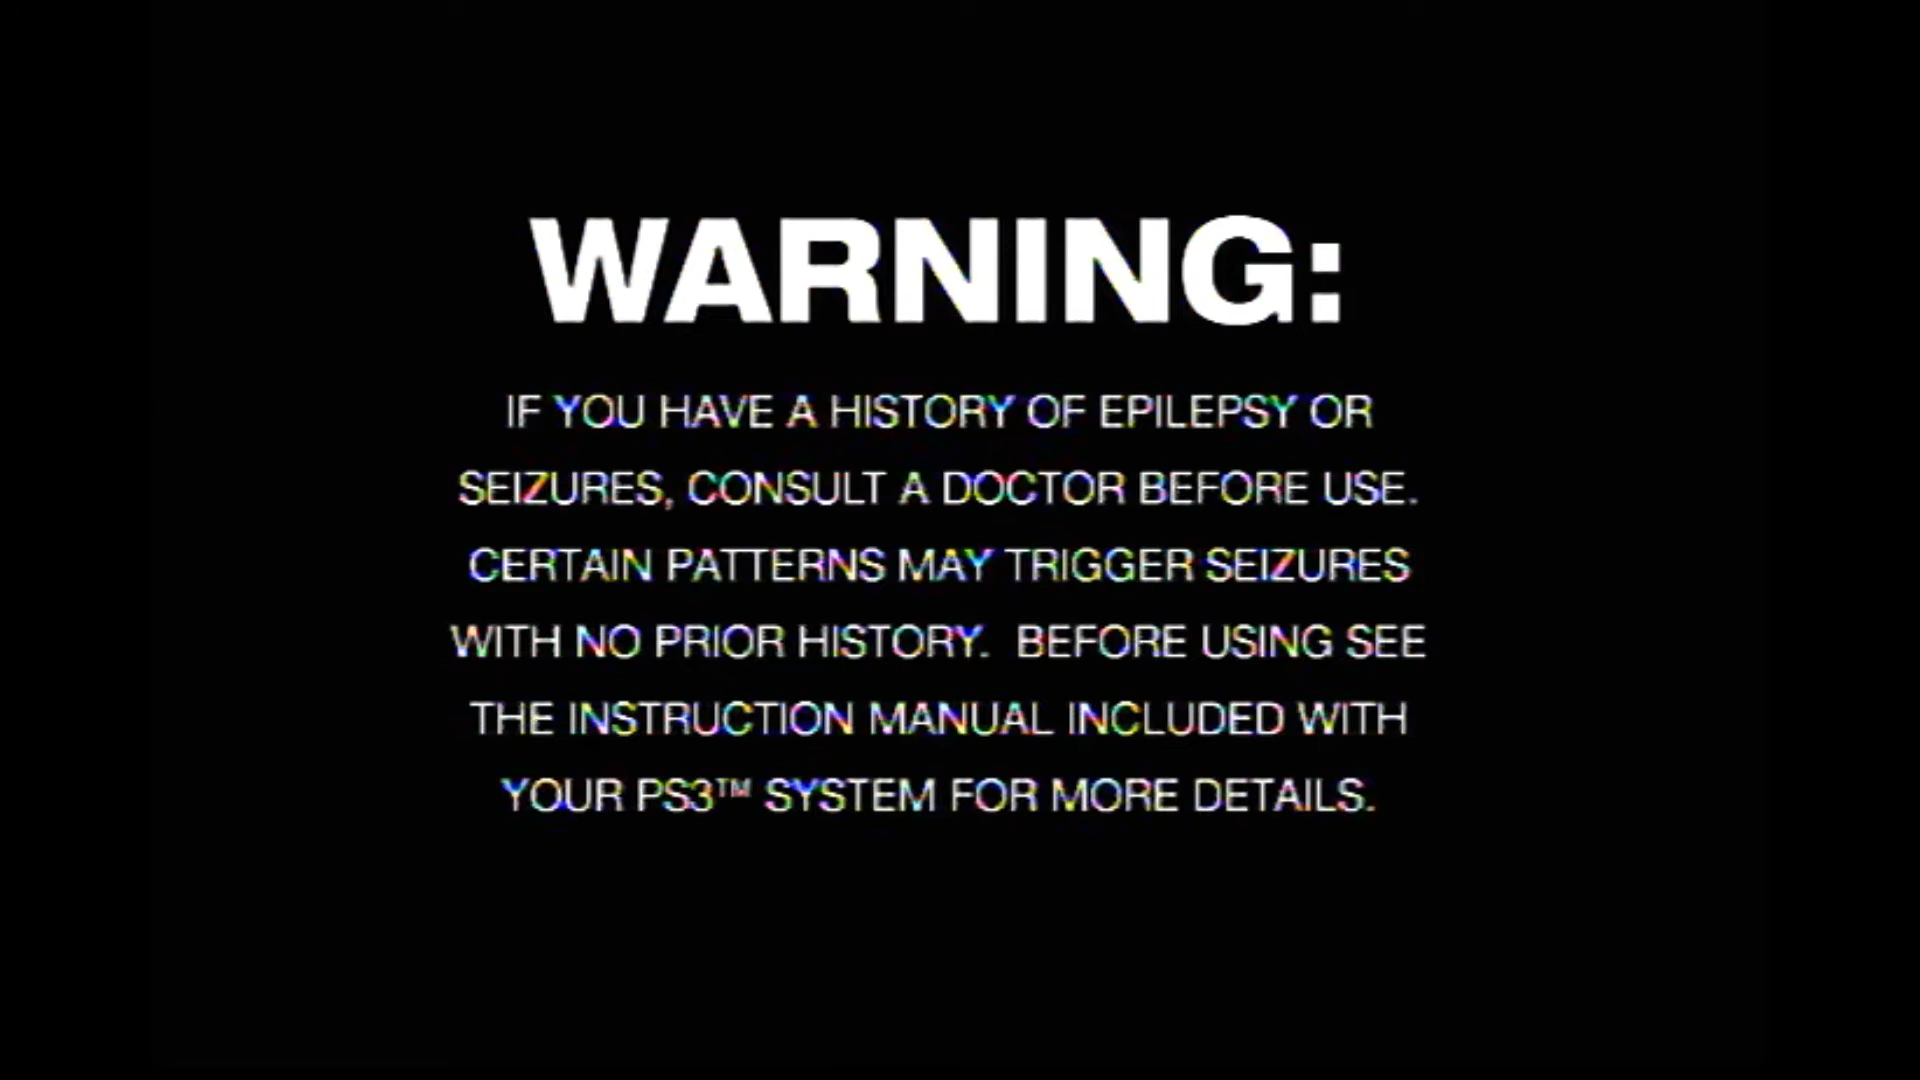 WARNING:
IF YOU HAVE A HISTORY OF EPILEPSY OR
SEIZURES, CONSULT A DOCTOR BEFORE USE.
CERTAIN PATTERNS MAY TRIGGER SEIZURES
WITH NO PRIOR HISTORY.  BEFORE USING SEE
THE INSTRUCTION MANUAL INCLUDED WITH
YOUR PS3™ SYSTEM FOR MORE DETAILS.